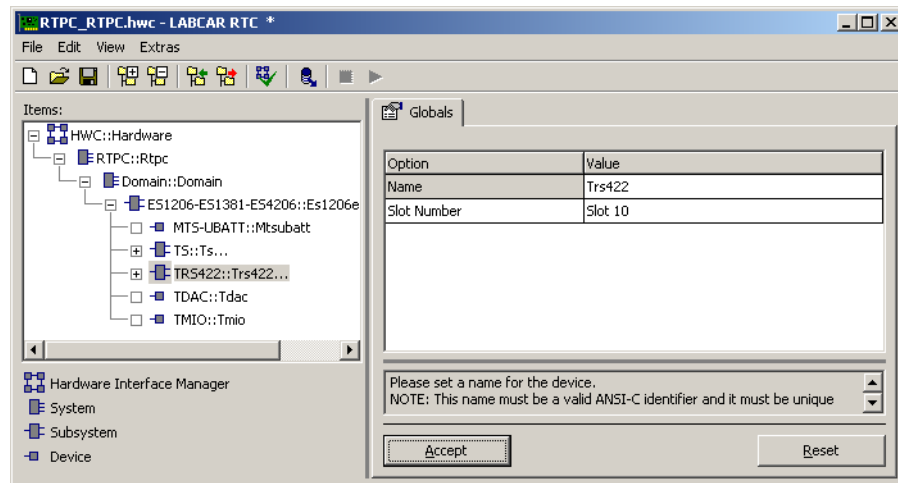 RTPC_RTPC.hwc - LABCAR RTC *
File Edit View Extras
Items:
HWC::Hardware
RTPC::Rtpc
Domain::Domain
ES1206-ES1381-ES4206::Es1206e
MTS-UBATT::Mtsubatt
TS::Ts...
TRS422::Trs422...
TDAC::Tdac
TMIO::Tmio
Hardware Interface Manager
System
Subsystem
Device
Globals
Option Value
Name Trs422
Slot Number Slot 10
Please set a name for the device.
NOTE: This name must be a valid ANSI-C identifier and it must be unique
Accept Reset